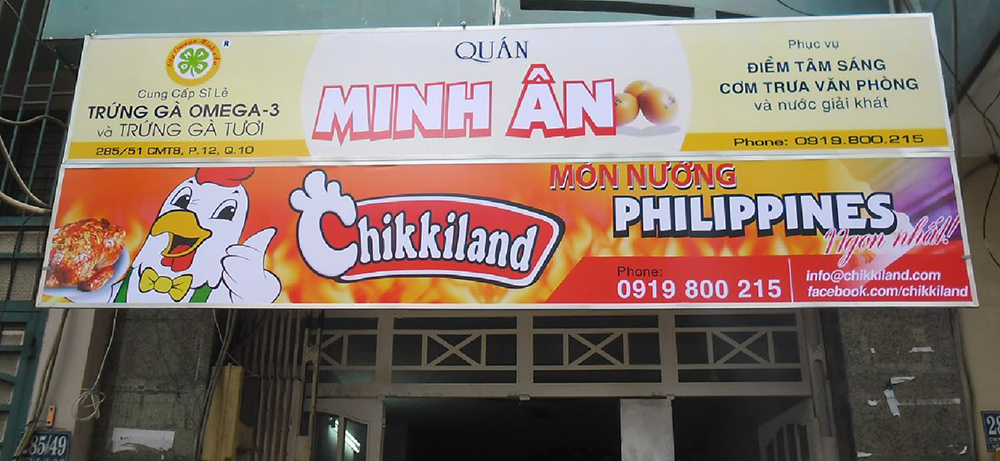 ®
Cung Cấp Sỉ Lẻ
TRỨNG GÀ OMEGA-3
và TRỨNG GÀ TƯƠI
285/51 CMT8, P.12, Q.10
QUÁN
MINH ÂN
Phục vụ
ĐIỂM TÂM SÁNG
CƠM TRƯA VĂN PHÒNG
và nước giải khát
Phone: 0919.800.215
Chikkiland
MÓN NƯỚNG
PHILIPPINES
Ngon nhất!!
Phone:
0919 800 215
info@chikkiland.com
facebook.com/chikkiland
285/49